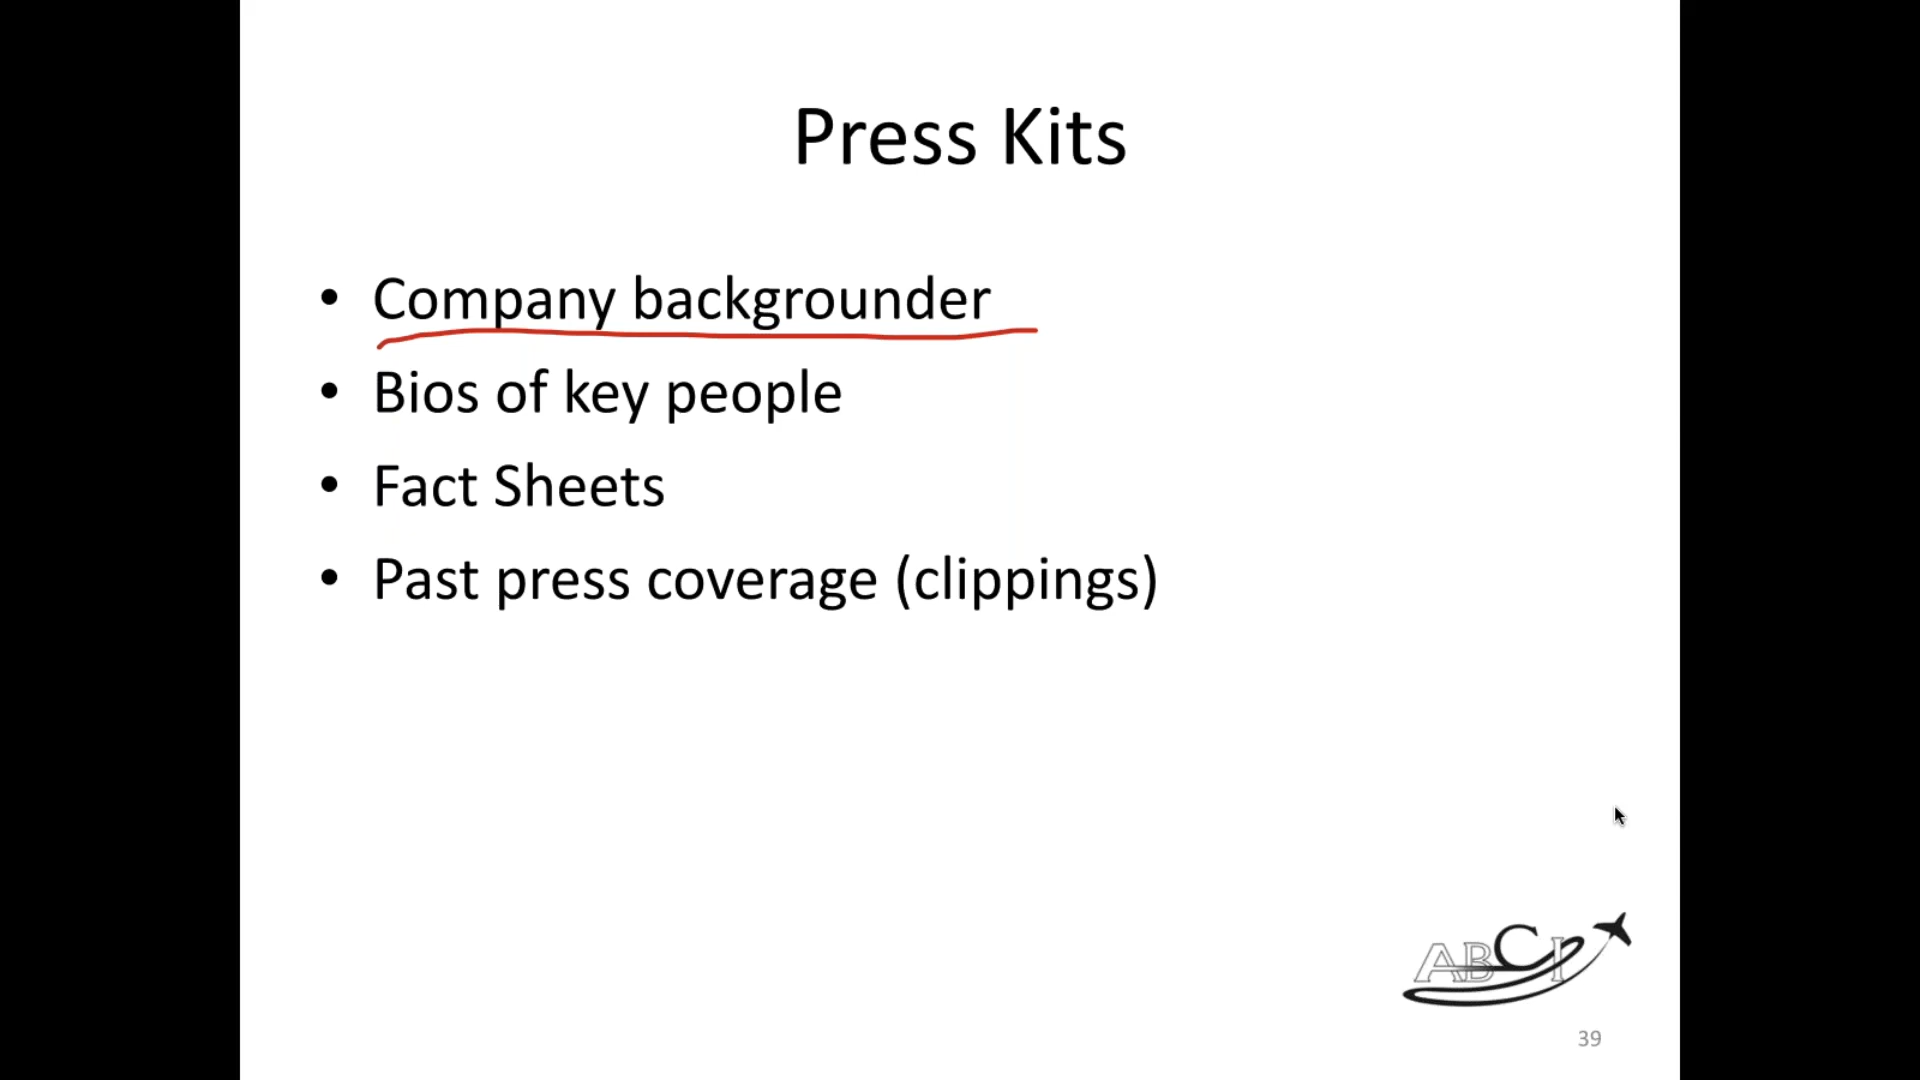 Press Kits
• Company backgrounder
• Bios of key people
• Fact Sheets
• Past press coverage (clippings)
ABCI
39